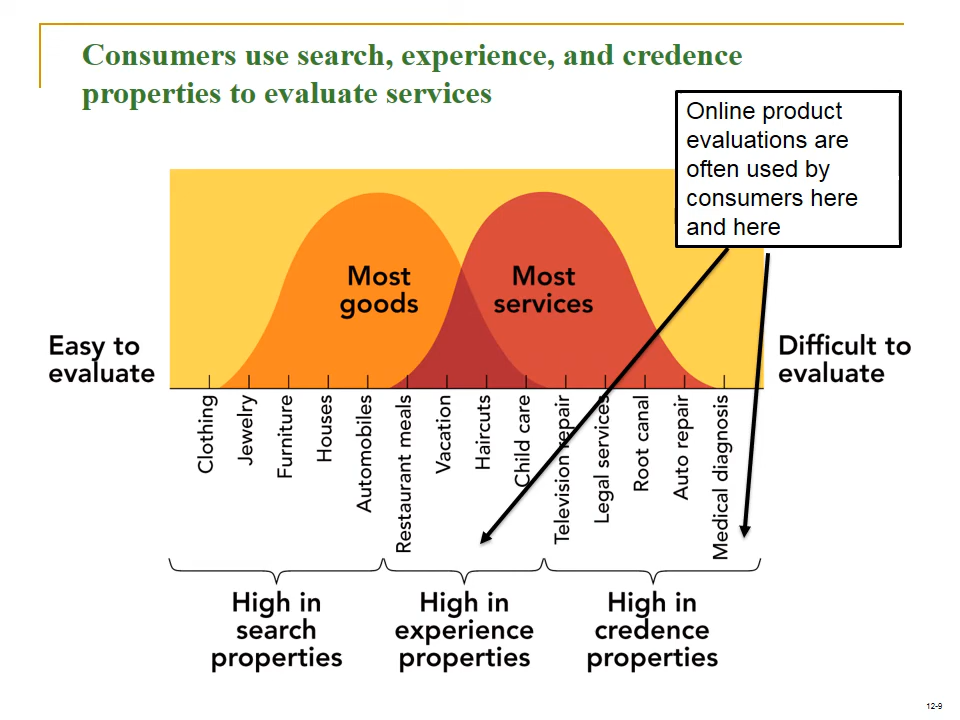 Consumers use search, experience, and credence
properties to evaluate services
Online product
evaluations are
often used by
consumers here
and here
Most
goods
Most
services
Easy to
evaluate
Difficult to
evaluate
Clothing
Jewelry
Furniture
Houses
Automobiles
Restaurant meals
Vacation
Haircuts
Child care
Television repair
Legal services
Root canal
Auto repair
Medical diagnosis
High in
search
properties
High in
experience
properties
High in
credence
properties
12-9